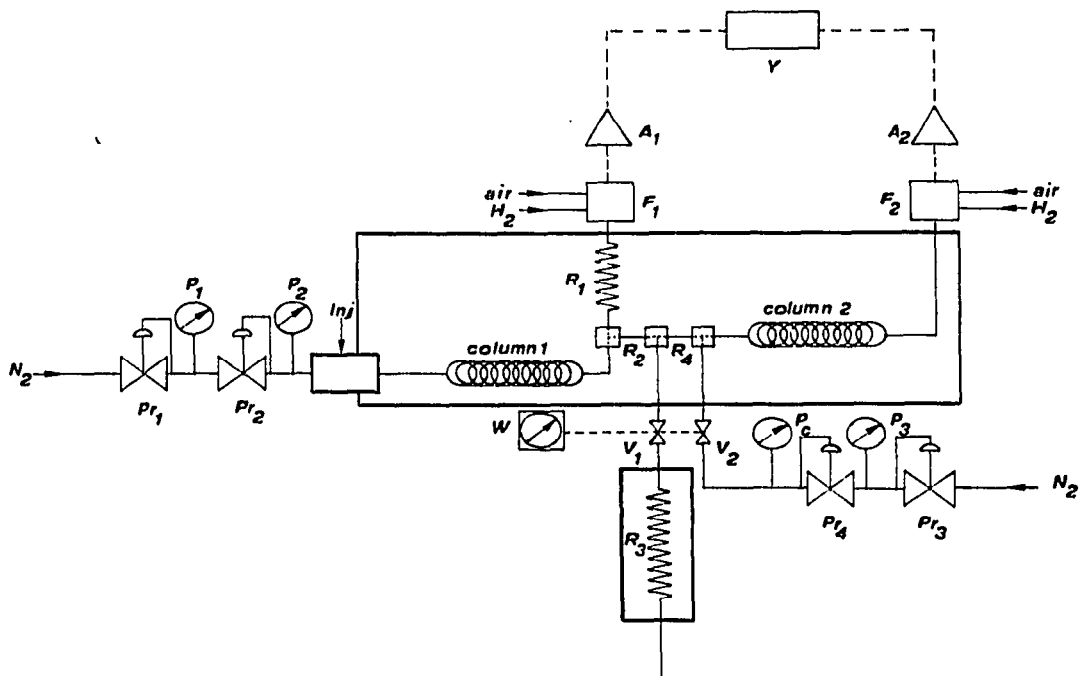 Y
A1 A2
air H2 F1 F2 air H2
R1
P1 P2 Inj column 2
N2 column 1 R2 R4
Pr1 Pr2
W V1 V2 Pc P3
N2
R3 Pr4 Pr3